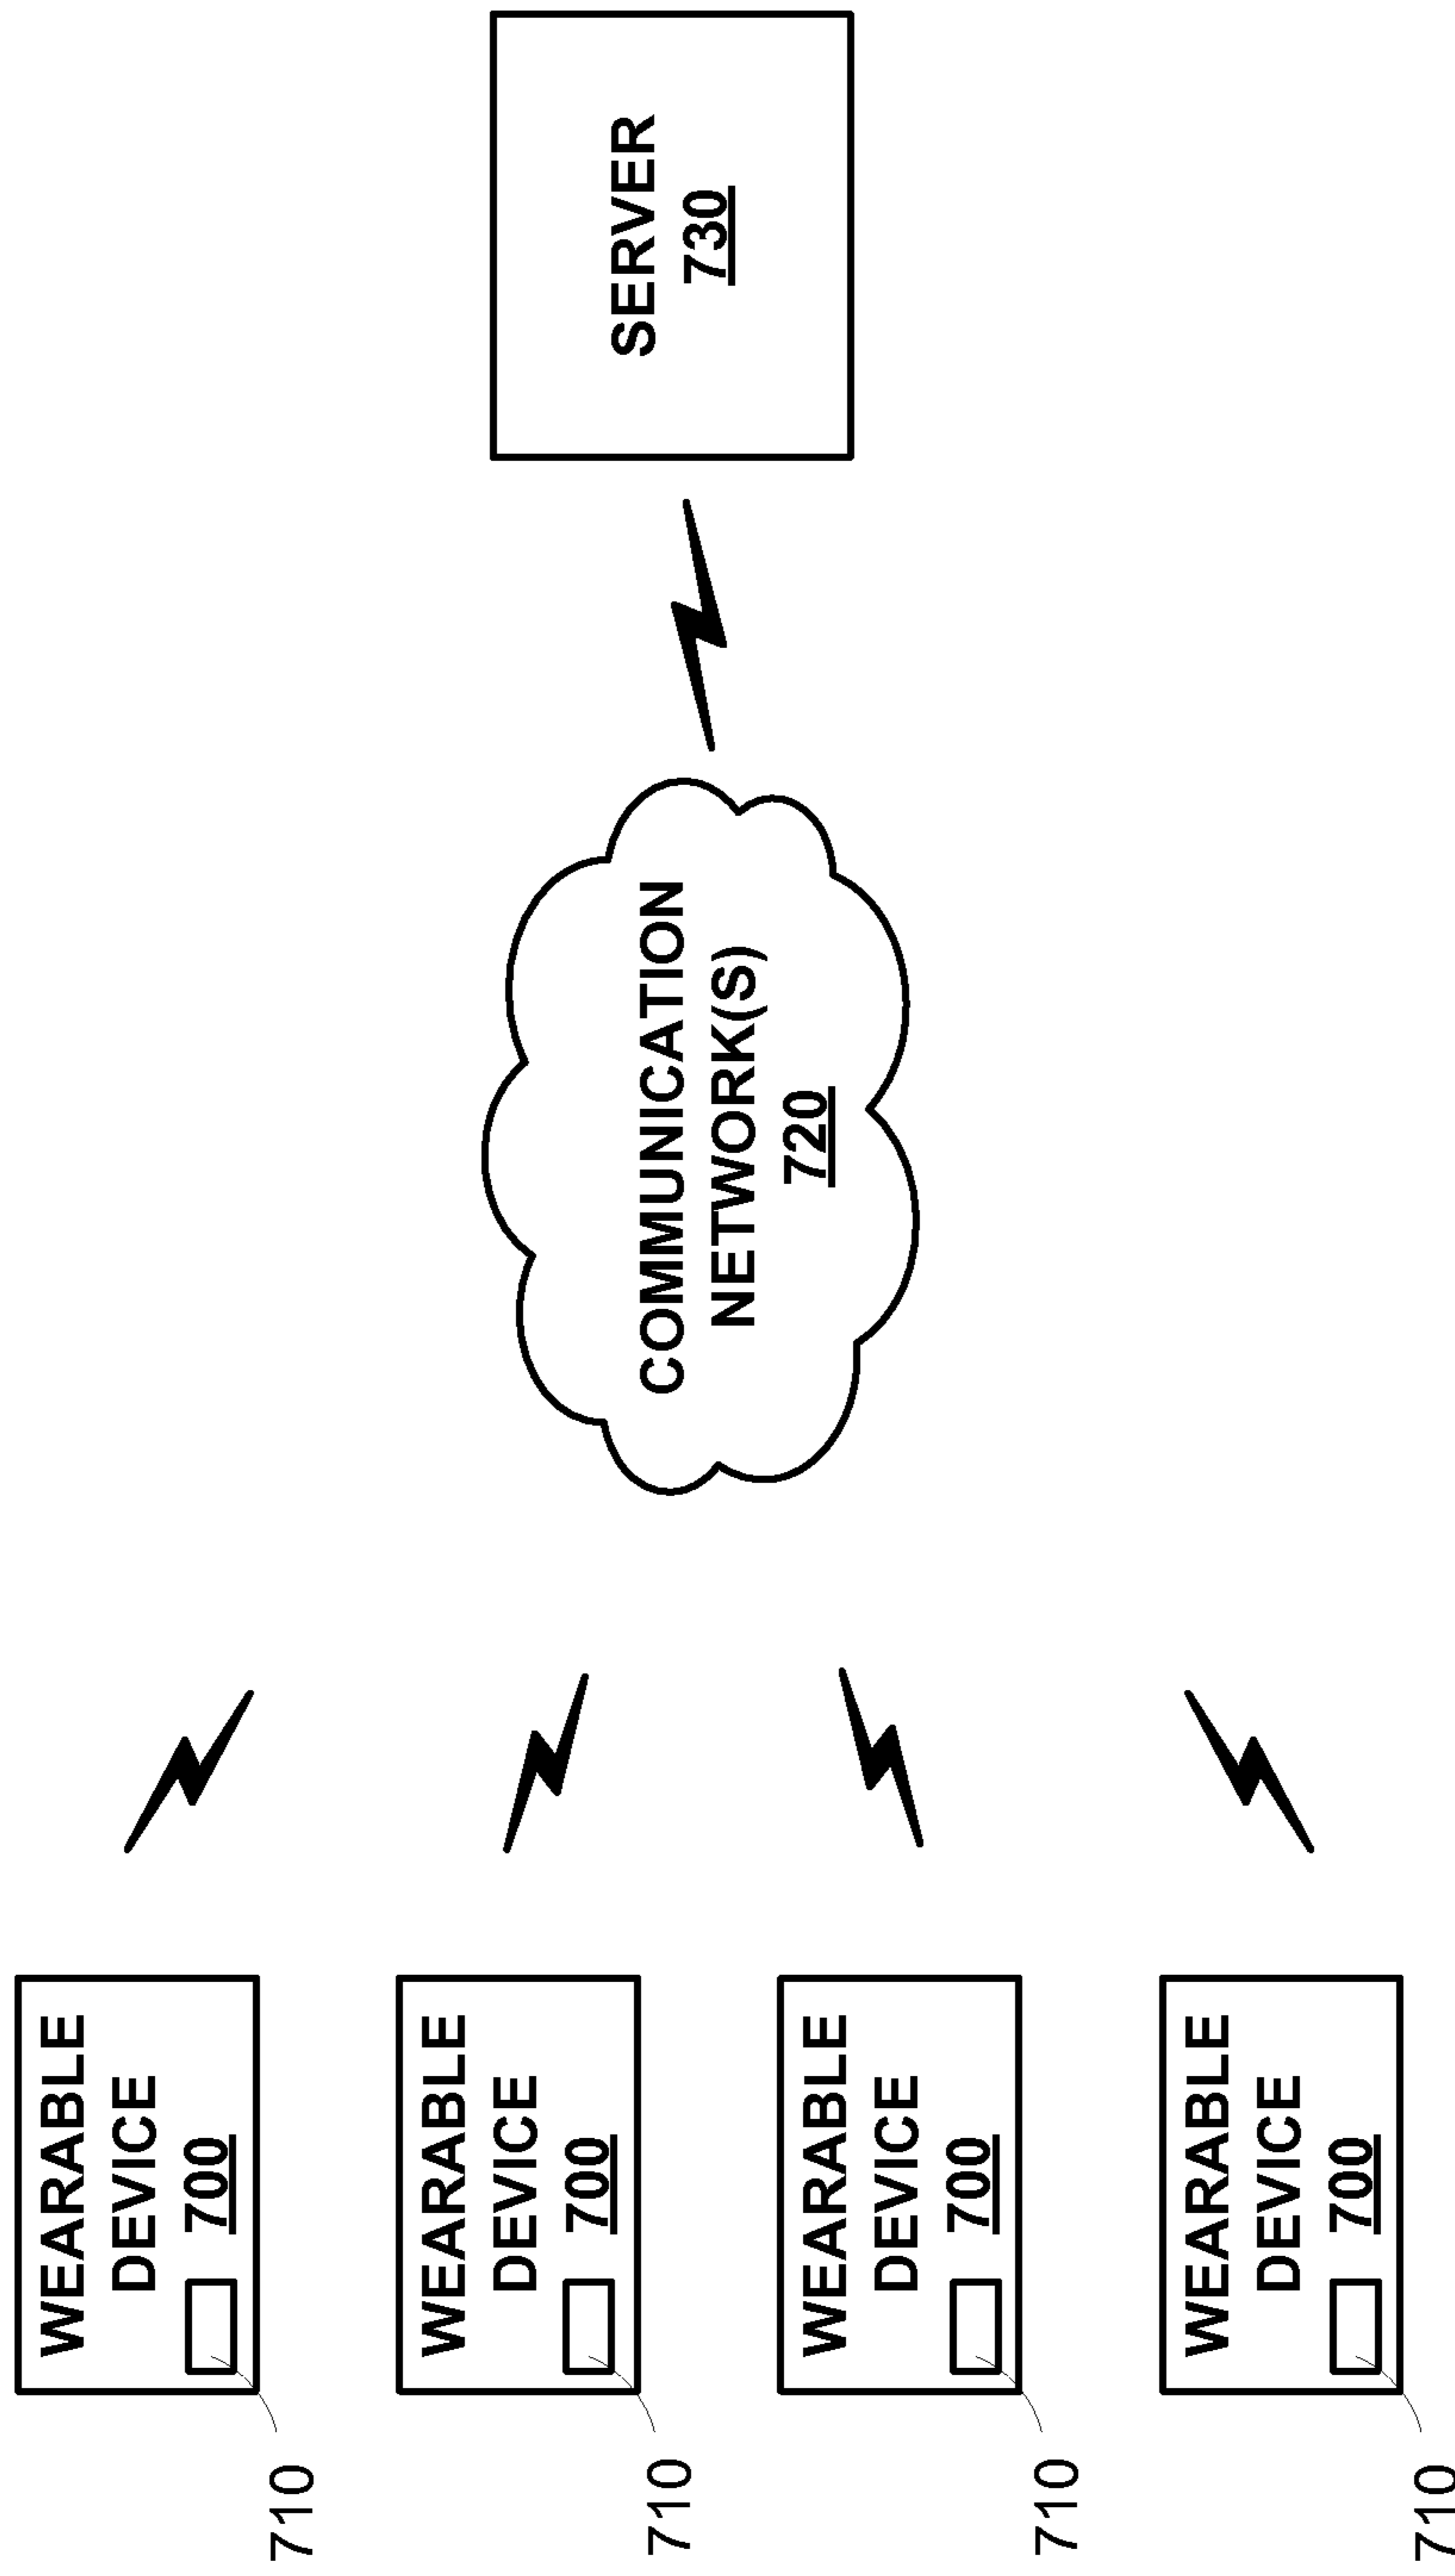 WEARABLE
DEVICE
700
710
WEARABLE
DEVICE
700
710
WEARABLE
DEVICE
700
710
WEARABLE
DEVICE
700
710
COMMUNICATION
NETWORK(S)
720
SERVER
730